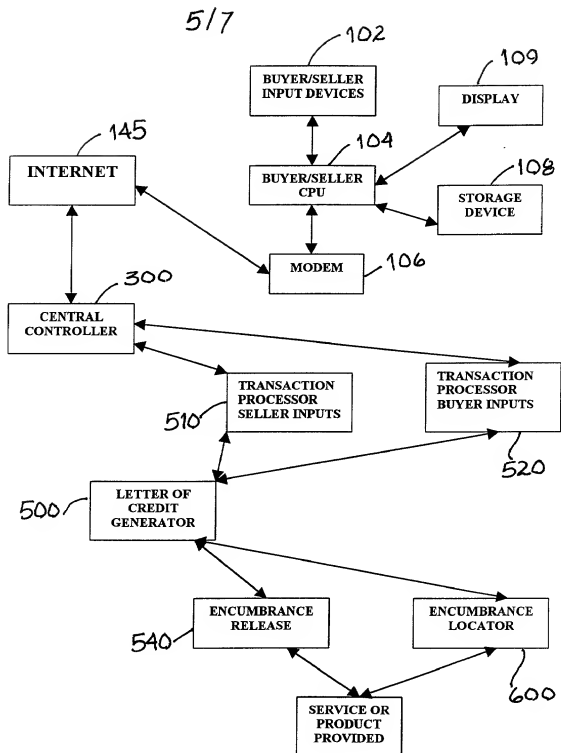 5/7
102
BUYER/SELLER
INPUT DEVICES
109
DISPLAY
145
INTERNET
104
BUYER/SELLER
CPU
108
STORAGE
DEVICE
MODEM
106
300
CENTRAL
CONTROLLER
TRANSACTION
PROCESSOR
SELLER INPUTS
510
TRANSACTION
PROCESSOR
BUYER INPUTS
520
LETTER OF
CREDIT
GENERATOR
500
ENCUMBRANCE
RELEASE
540
ENCUMBRANCE
LOCATOR
600
SERVICE OR
PRODUCT
PROVIDED